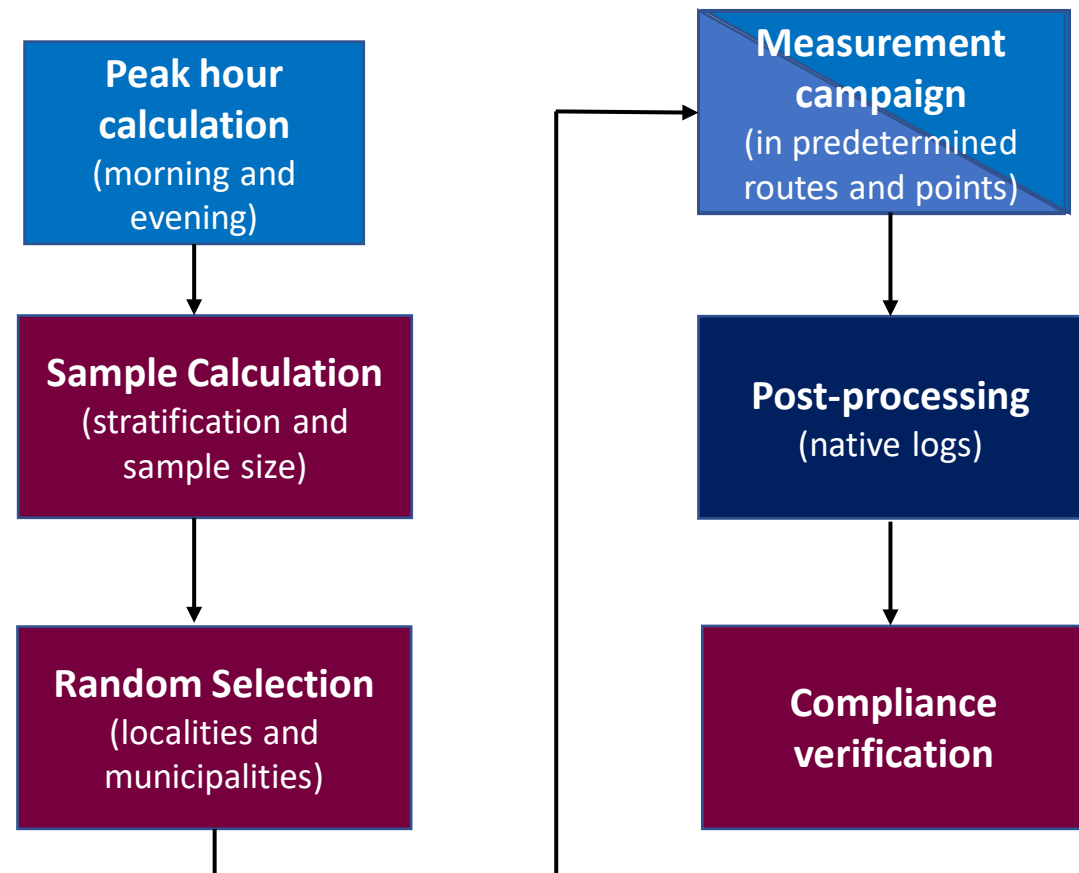 Peak hour
calculation
(morning and
evening)
Sample Calculation
(stratification and
sample size)
Random Selection
(localities and
municipalities)
Measurement
campaign
(in predetermined
routes and points)
Post-processing
(native logs)
Compliance
verification